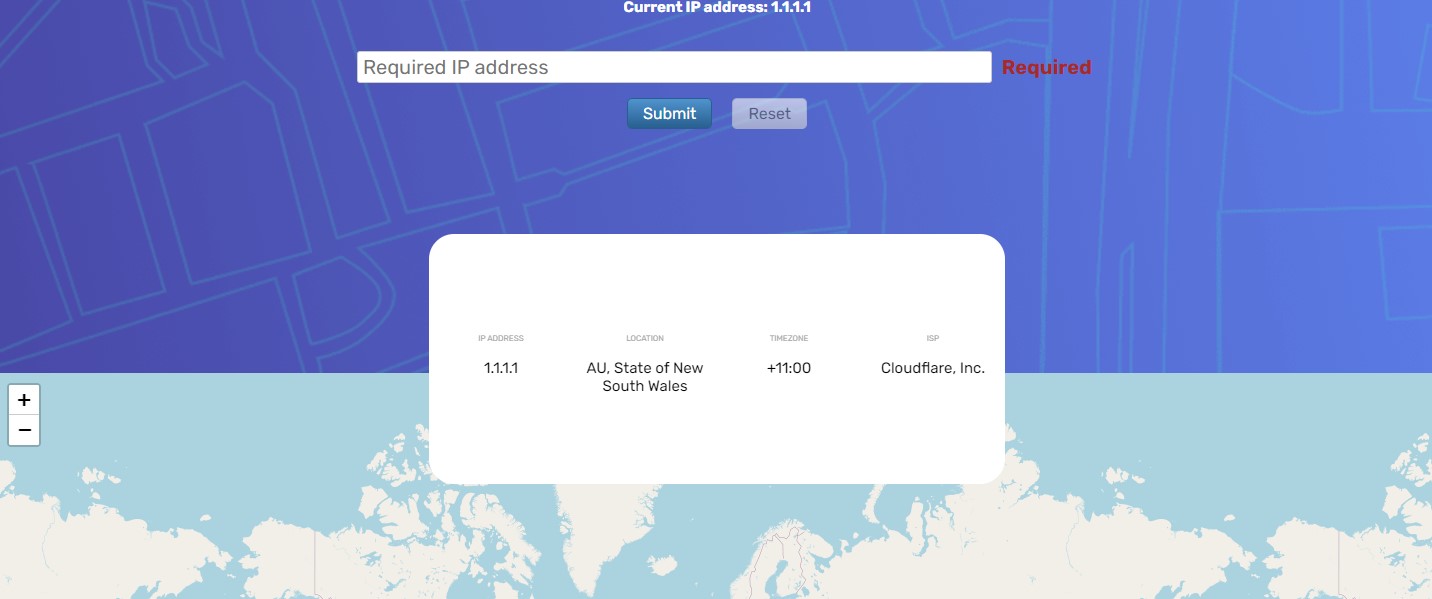 Current IP address: 1.1.1.1
Required IP address
Required
Submit
Reset
IP ADDRESS
LOCATION
TIMEZONE
ISP
1.1.1.1
AU, State of New
South Wales
+11:00
Cloudflare, Inc.
+
−